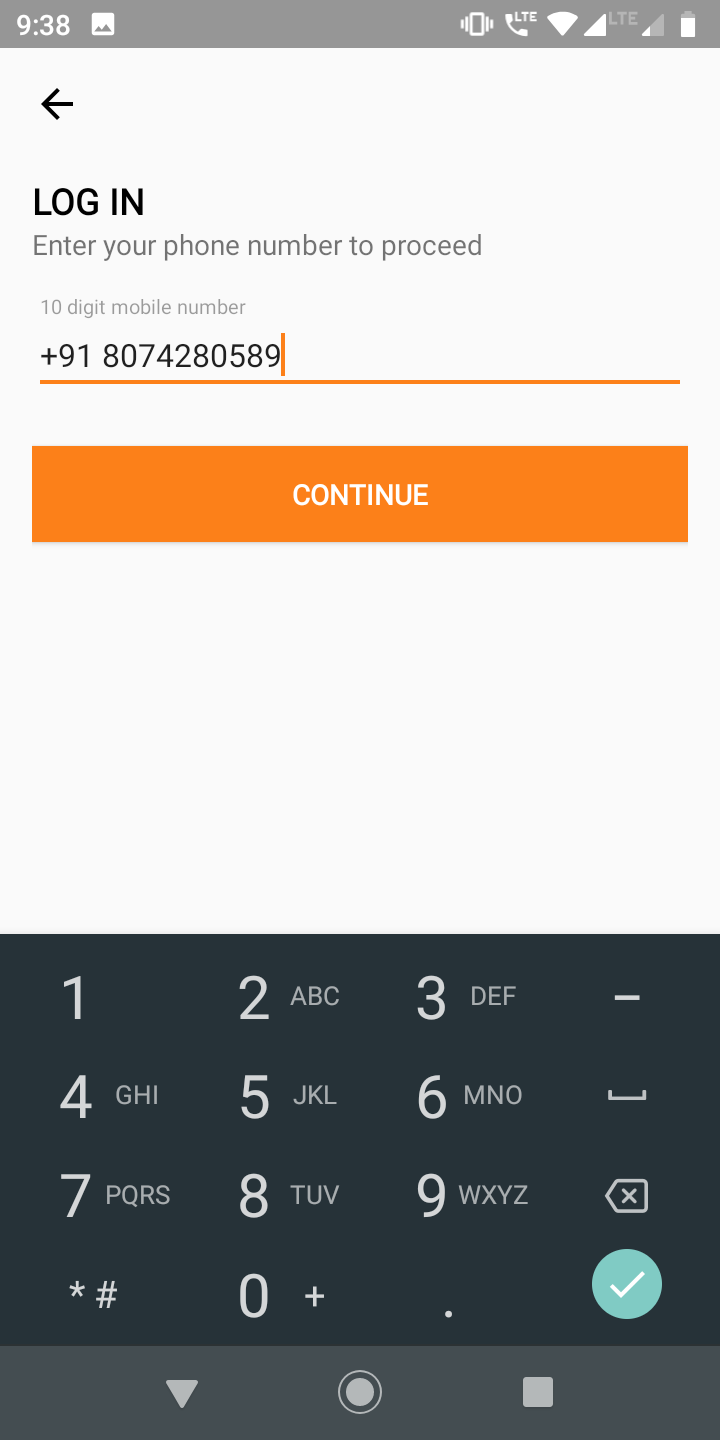 9:38 LTE LTE
LOG IN
Enter your phone number to proceed
10 digit mobile number
+91 8074280589
CONTINUE
1 2 ABC 3 DEF –
4 GHI 5 JKL 6 MNO
7 PQRS 8 TUV 9 WXYZ
* # 0 + .